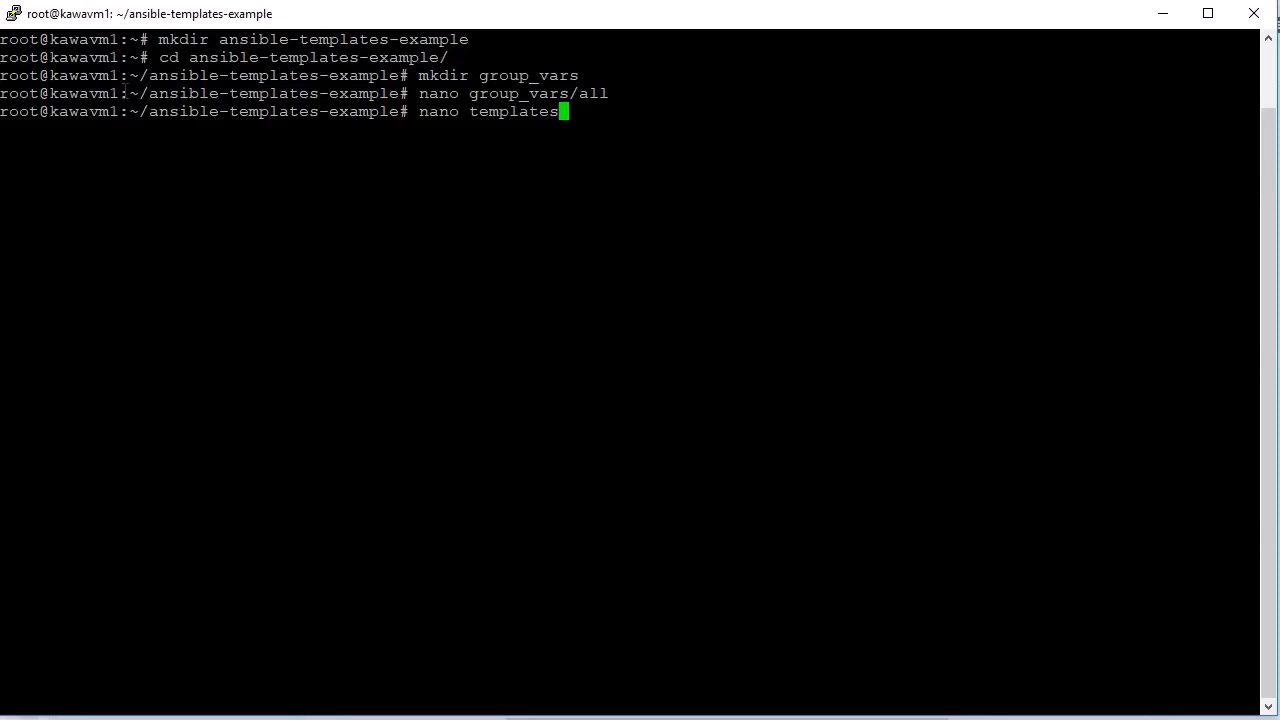 root@kawavm1: ~/ansible-templates-example
root@kawavm1:~# mkdir ansible-templates-example
root@kawavm1:~# cd ansible-templates-example/
root@kawavm1:~/ansible-templates-example# mkdir group_vars
root@kawavm1:~/ansible-templates-example# nano group_vars/all
root@kawavm1:~/ansible-templates-example# nano templates